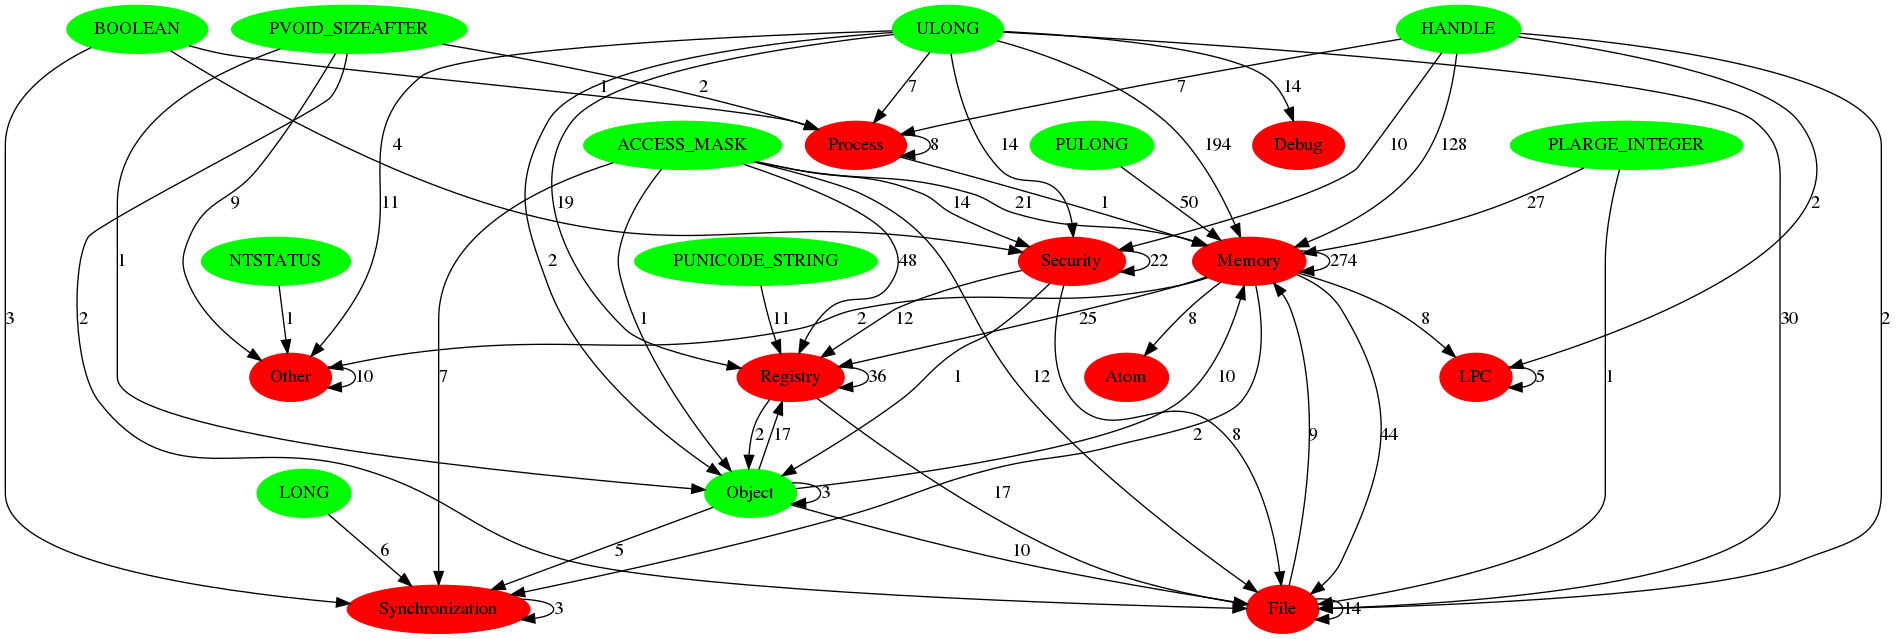 BOOLEAN PVOID_SIZEAFTER ULONG HANDLE
1 2 7 7 14
ACCESS_MASK Process 8 PULONG Debug PLARGE_INTEGER
4 14 194 10 128
9 11 19 14 21 1 50 27 2
NTSTATUS PUNICODE_STRING Security 22 Memory 274
1 2 48
3 2 1 11 12 2 25 8 8 30 2
1
Other 10 7 Registry 36 1 12 Atom LPC 5 1
2 17 2 8 9 44
10
LONG Object 3 17
6 5 10
Synchronization 3 File 14